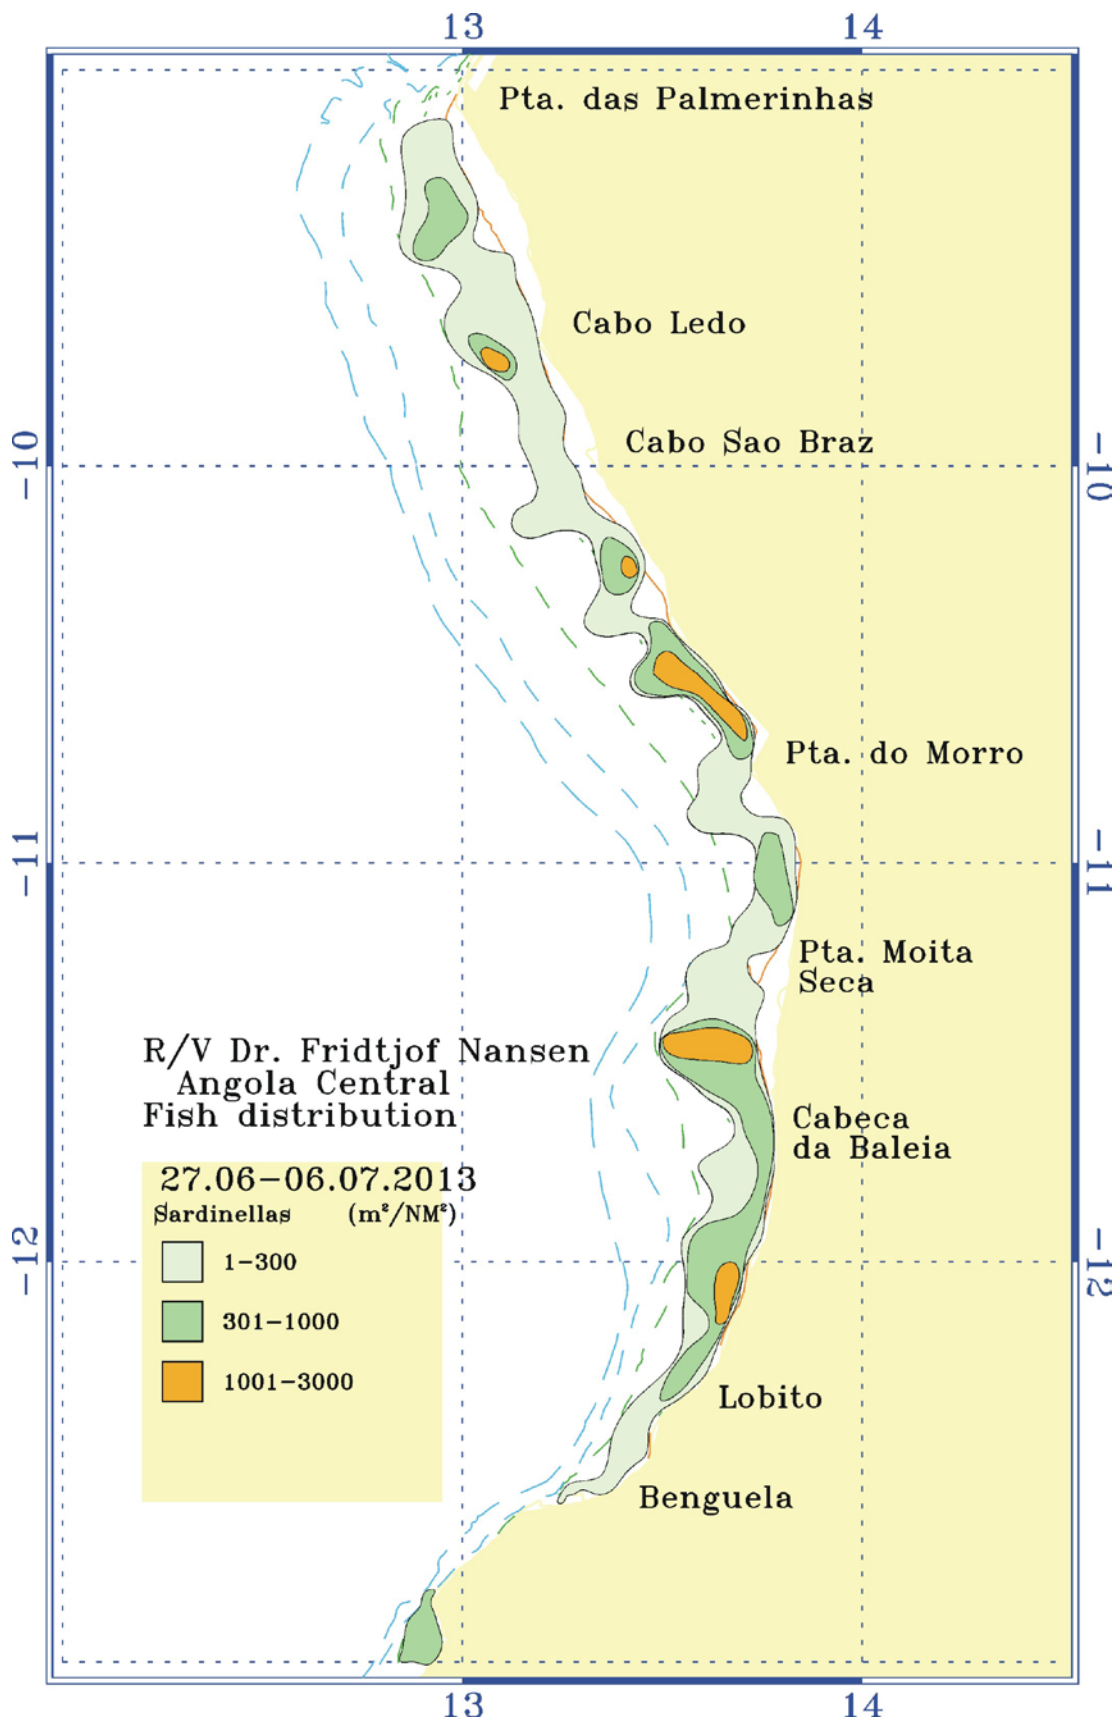 13 14
Pta. das Palmerinhas
Cabo Ledo
Cabo Sao Braz
-10 -10
Pta. do Morro
-11 -11
Pta. Moita
Seca
R/V Dr. Fridtjof Nansen
Angola Central
Fish distribution
Cabeca
da Baleia
27.06-06.07.2013
Sardinellas (m²/NM²)
1-300
-12 -12
301-1000
1001-3000
Lobito
Benguela
13 14